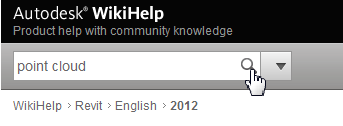 Autodesk® WikiHelp
Product help with community knowledge
point cloud
WikiHelp > Revit > English > 2012